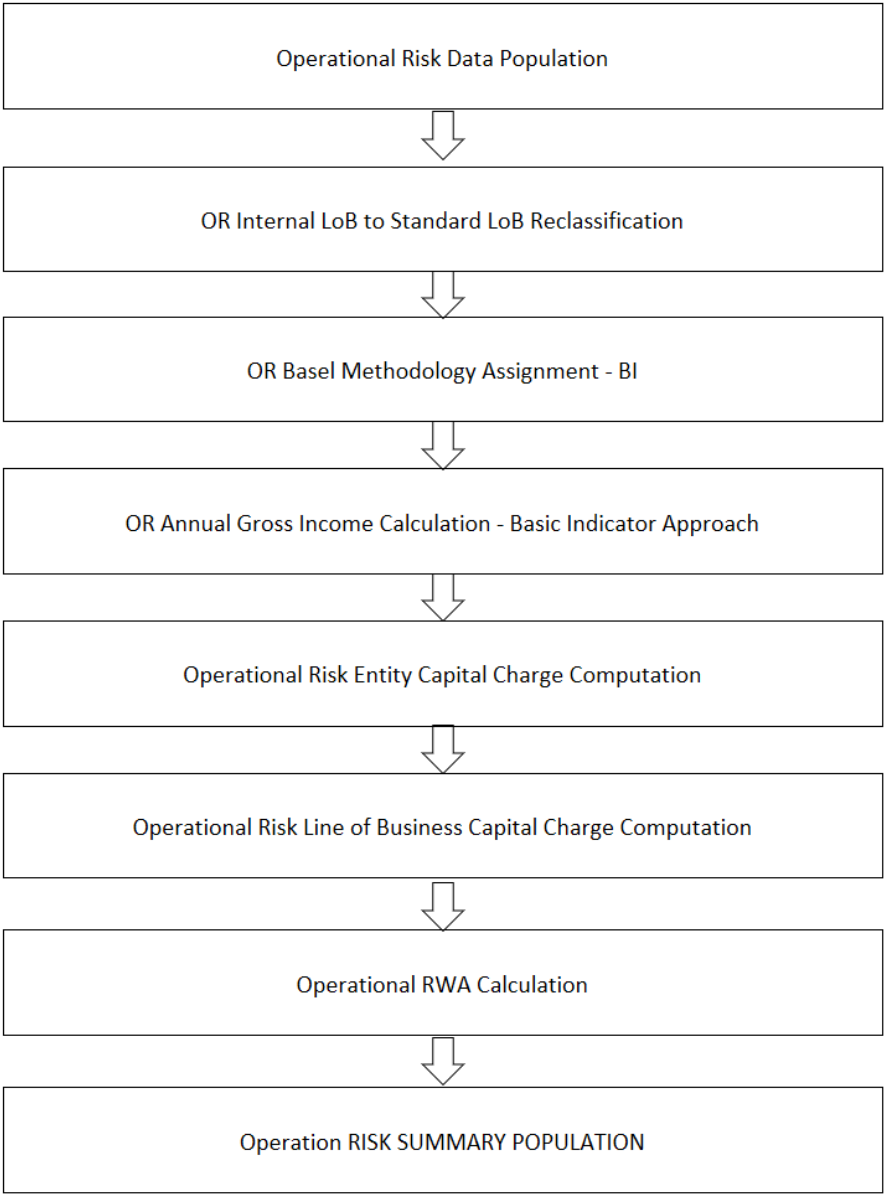 Operational Risk Data Population
OR Internal LoB to Standard LoB Reclassification
OR Basel Methodology Assignment - BI
OR Annual Gross Income Calculation - Basic Indicator Approach
Operational Risk Entity Capital Charge Computation
Operational Risk Line of Business Capital Charge Computation
Operational RWA Calculation
Operation RISK SUMMARY POPULATION